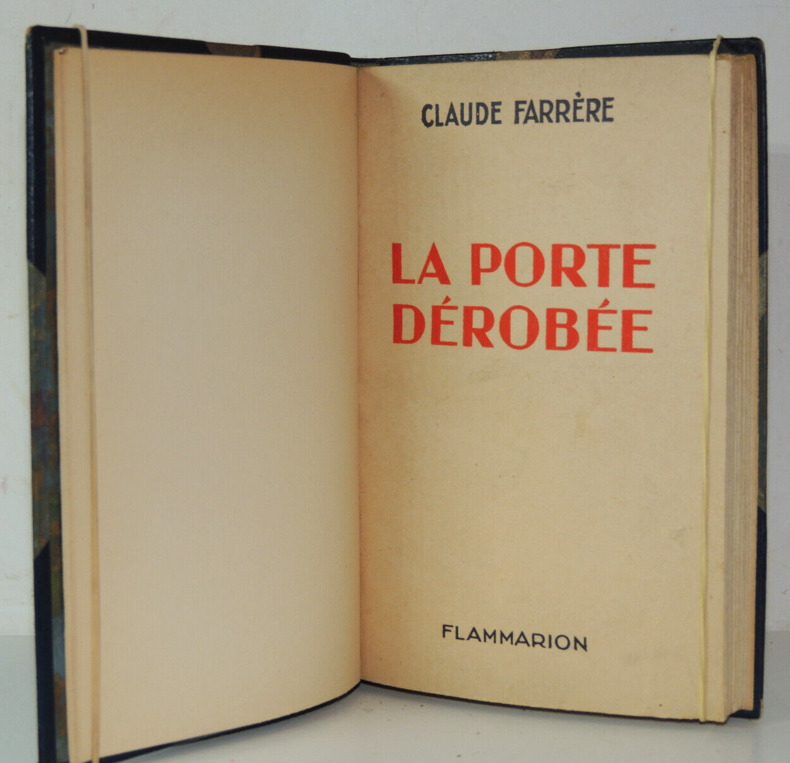 CLAUDE FARRÈRE
LA PORTE
DÉROBÉE
FLAMMARION